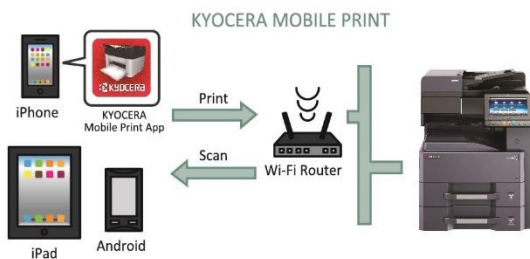 KYOCERA MOBILE PRINT
KYOCERA
iPhone
KYOCERA
Mobile Print App
Print
Scan
Wi-Fi Router
iPad
Android